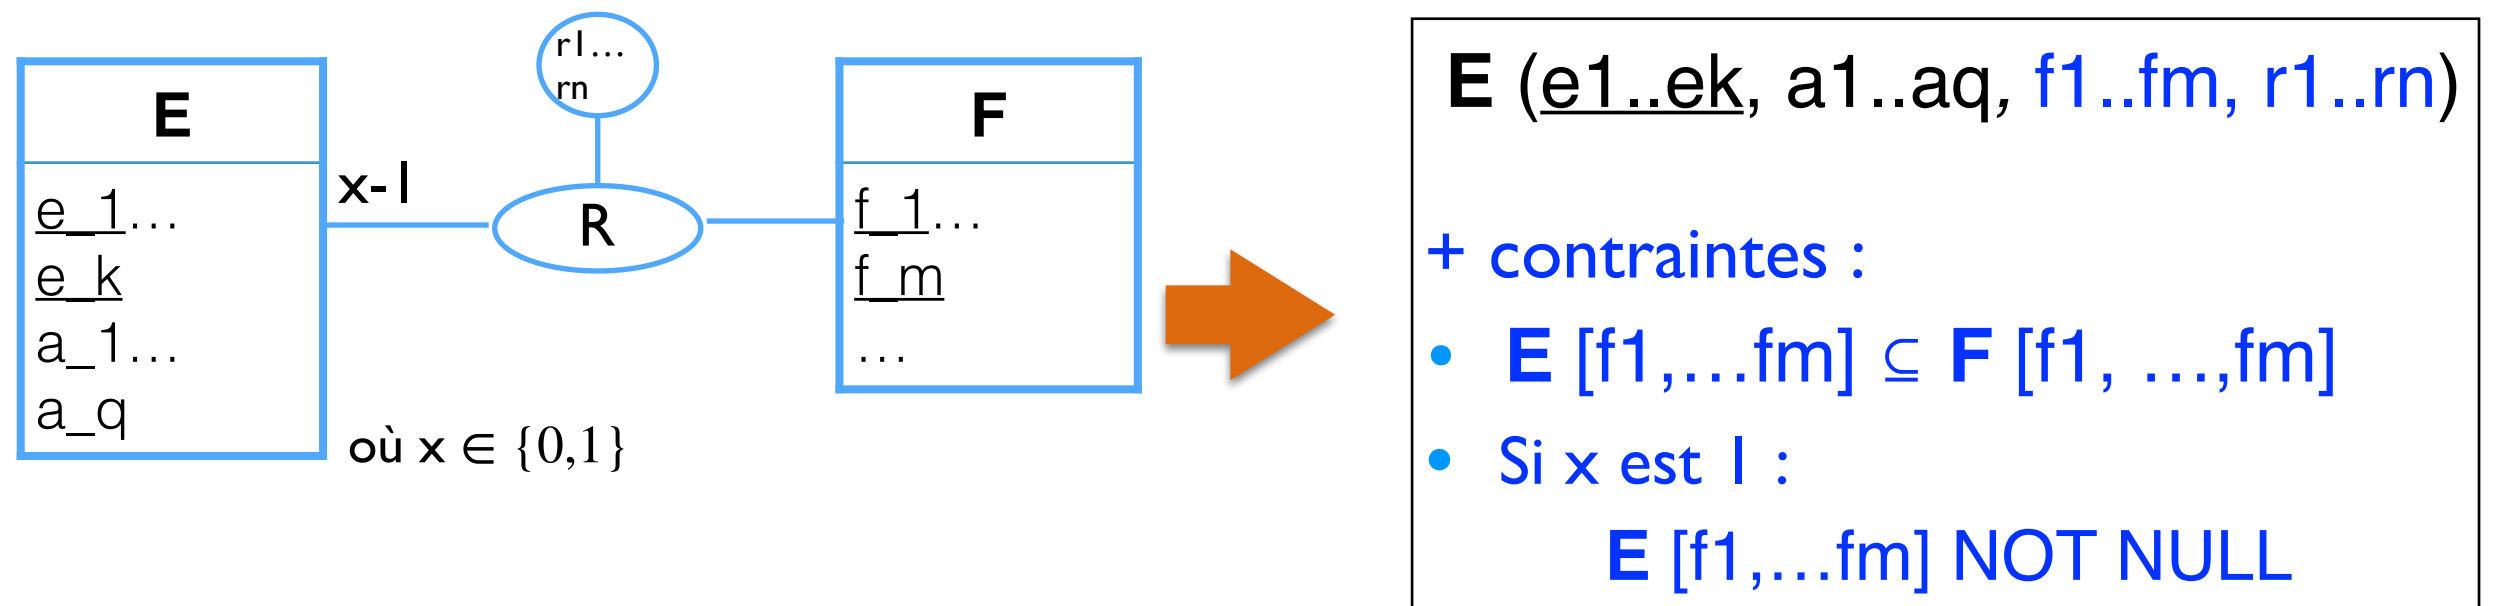 E
e_1...
e_k
a_1...
a_q
x-1
où x ∈ {0,1}
r1...
rm
R
F
f_1...
f_m
...
E (e1..ek, a1..aq, f1..fm, r1..rn)
+ contraintes :
• E [f1,...fm] ⊆ F [f1, ...,fm]
• Si x est 1 :
E [f1,...fm] NOT NULL